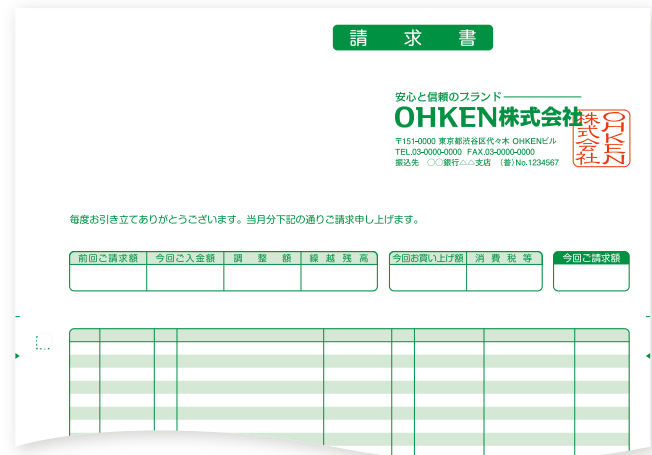 請求書
安心と信頼のブランド
OHKEN株式会社
〒151-0000 東京都渋谷区代々木 OHKENビル
TEL.03-0000-0000 FAX.03-0000-0000
振込先 ○○銀行△△支店 (普)No.1234567
OHKEN
株式会社
毎度お引き立てありがとうございます。当月分下記の通りご請求申し上げます。
前回ご請求額 今回ご入金額 調整額 繰越残高 今回お買い上げ額 消費税等 今回ご請求額